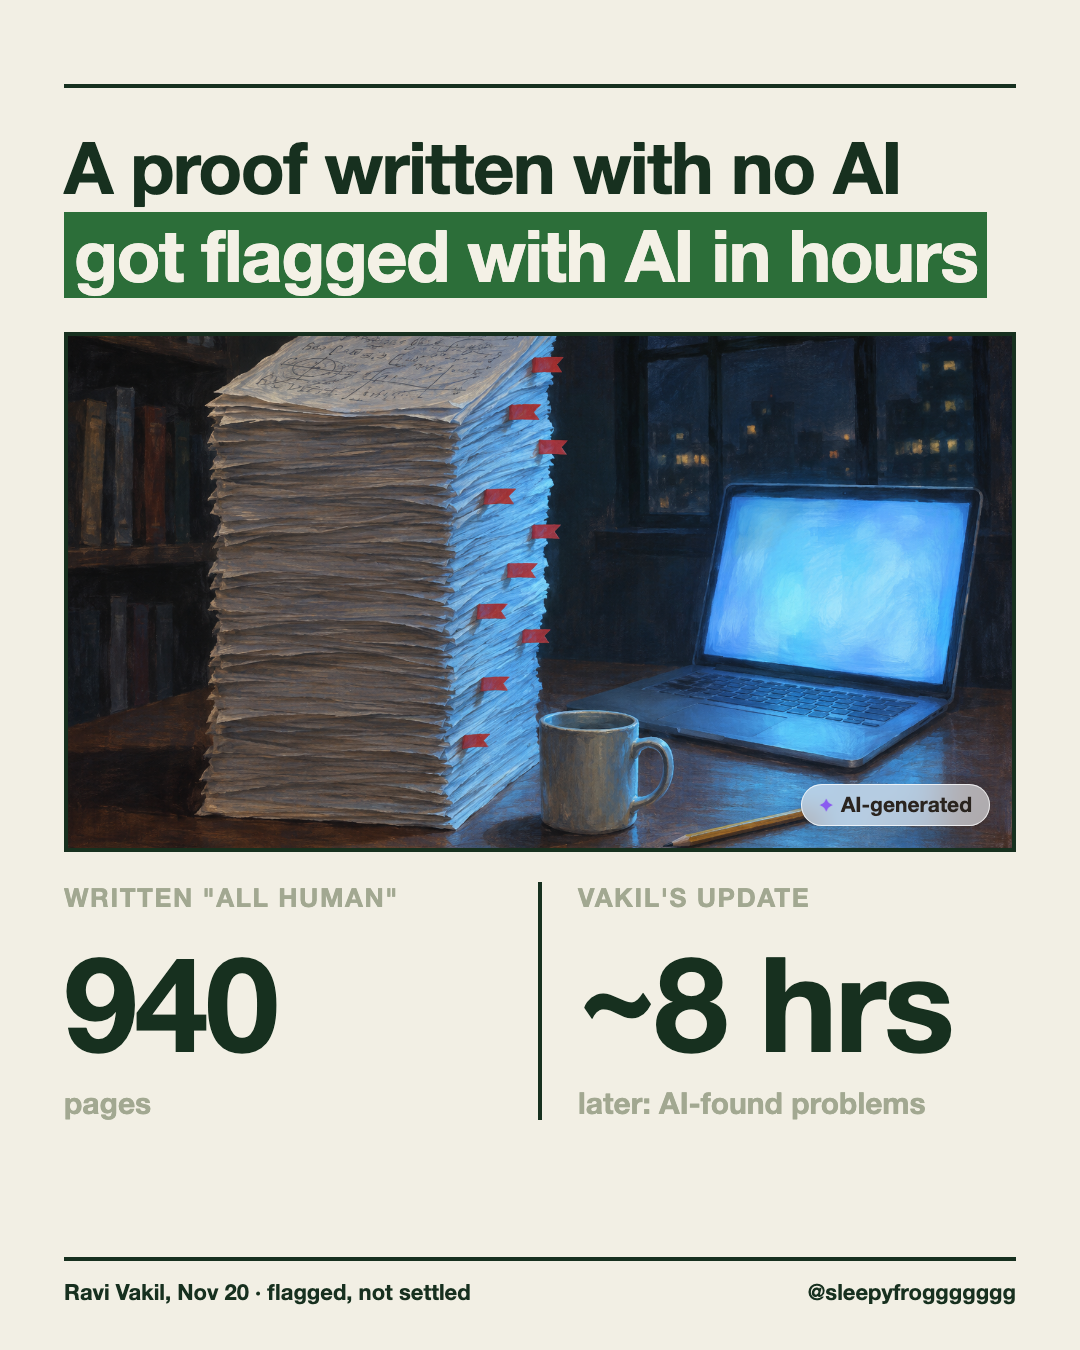 A proof written with no AI
got flagged with AI in hours
AI-generated
WRITTEN "ALL HUMAN"
940
pages
VAKIL'S UPDATE
~8 hrs
later: AI-found problems
Ravi Vakil, Nov 20 · flagged, not settled
@sleepyfroggggggg